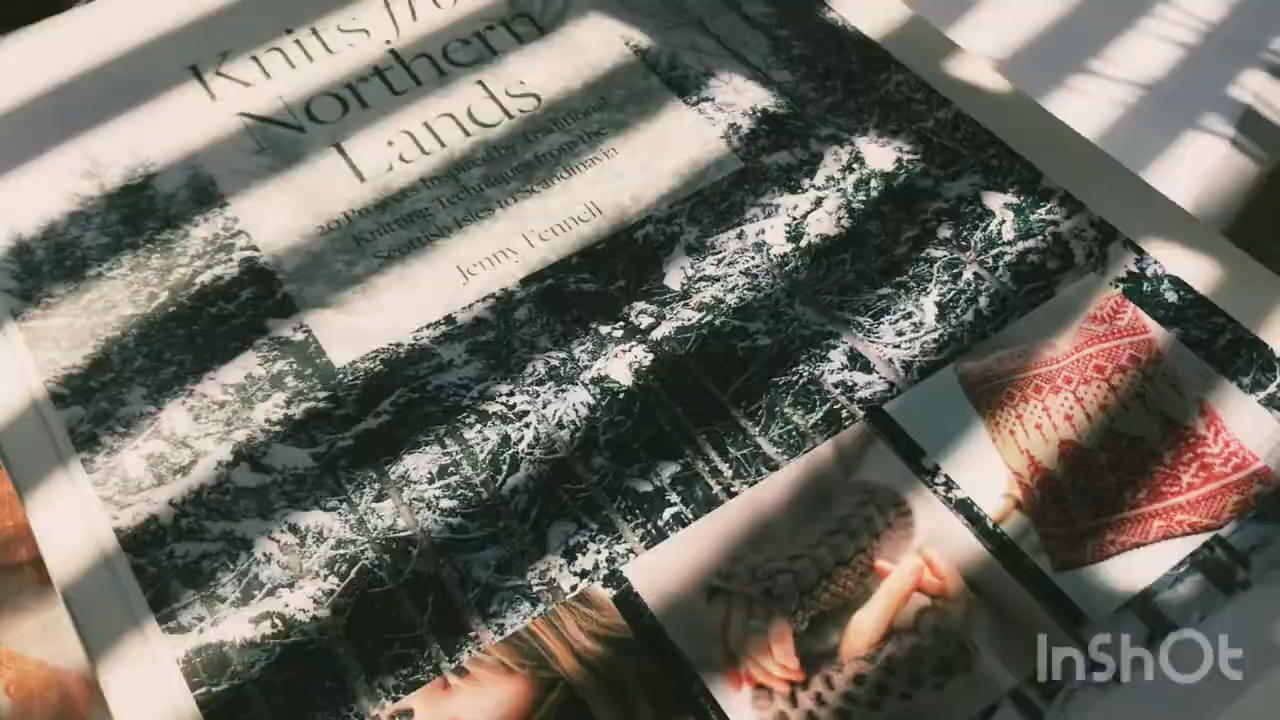 Knits from
Northern
Lands
20 Projects Inspired by Traditional
Knitting Techniques from the
Scottish Isles to Scandinavia
Jenny Fennell
InShOt